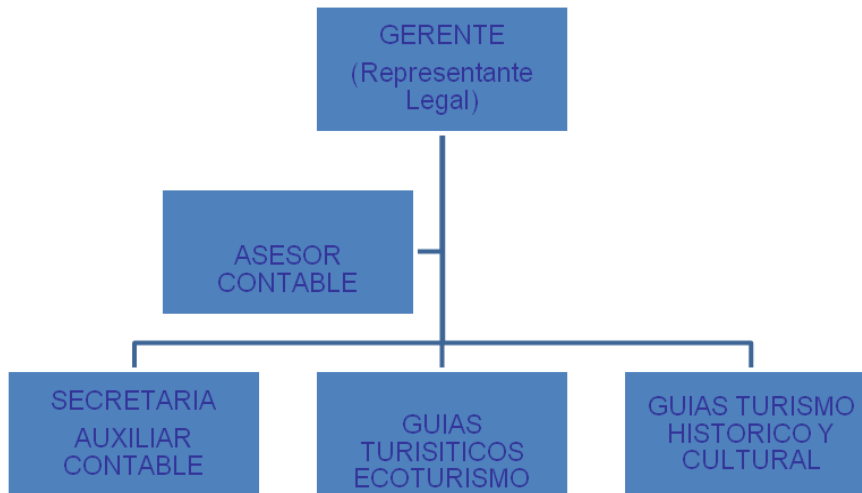 GERENTE
(Representante
Legal)
ASESOR
CONTABLE
SECRETARIA
AUXILIAR
CONTABLE
GUIAS
TURISITICOS
ECOTURISMO
GUIAS TURISMO
HISTORICO Y
CULTURAL